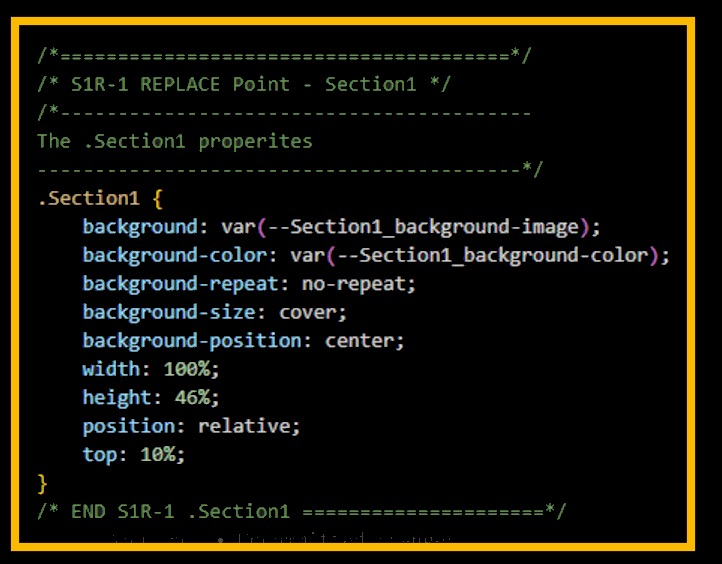 /*=======================================*/
/* S1R-1 REPLACE Point - Section1 */
/*-----------------------------------------
The .Section1 properites
------------------------------------------*/
.Section1 {
background: var(--Section1_background-image);
background-color: var(--Section1_background-color);
background-repeat: no-repeat;
background-size: cover;
background-position: center;
width: 100%;
height: 46%;
position: relative;
top: 10%;
}
/* END S1R-1 .Section1 =====================*/